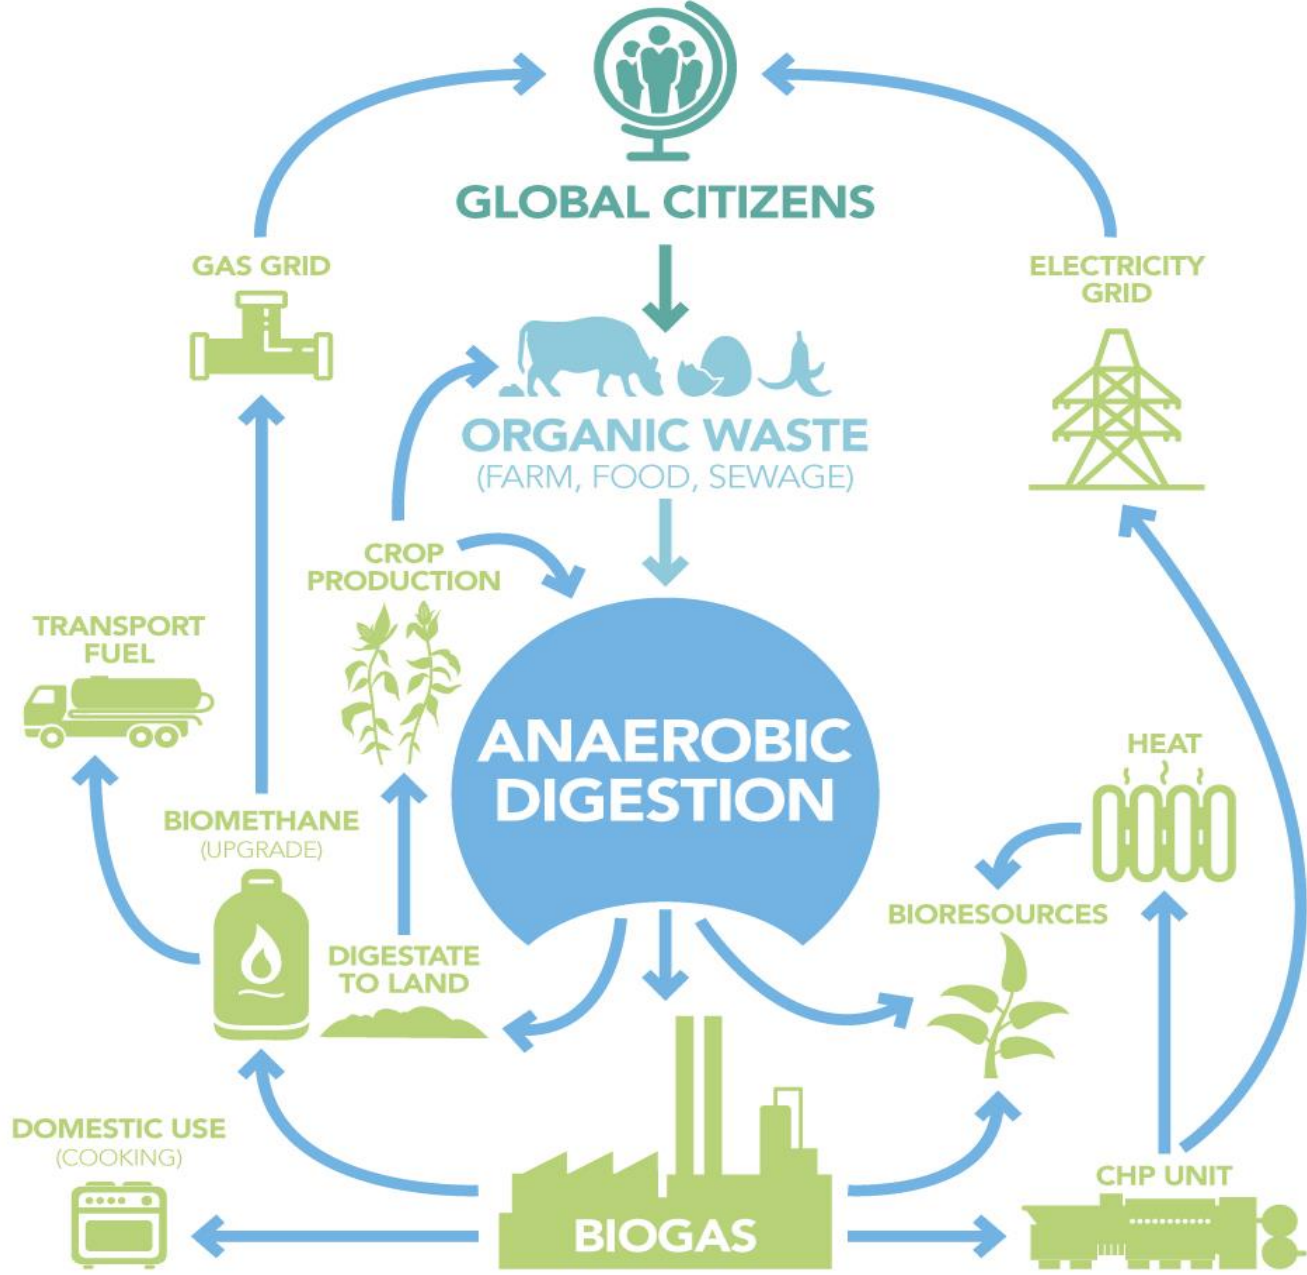 GLOBAL CITIZENS
GAS GRID
ELECTRICITY
GRID
ORGANIC WASTE
(FARM, FOOD, SEWAGE)
CROP
PRODUCTION
TRANSPORT
FUEL
ANAEROBIC
DIGESTION
HEAT
BIOMETHANE
(UPGRADE)
BIORESOURCES
DIGESTATE
TO LAND
DOMESTIC USE
(COOKING)
CHP UNIT
BIOGAS